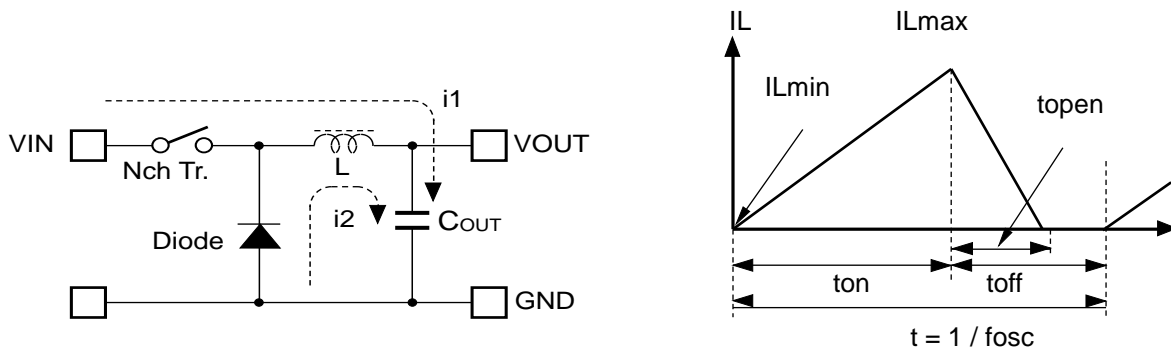 i1
VIN
Nch Tr.
L
VOUT
i2
COUT
Diode
GND
IL
ILmax
ILmin
topen
ton
toff
t = 1 / fosc